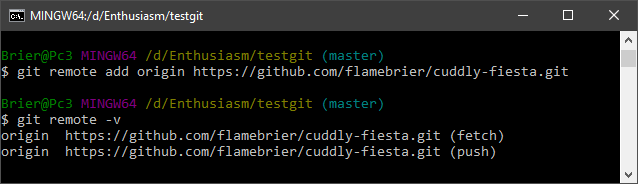 MINGW64:/d/Enthusiasm/testgit
Brier@Pc3 MINGW64 /d/Enthusiasm/testgit (master)
$ git remote add origin https://github.com/flamebrier/cuddly-fiesta.git
Brier@Pc3 MINGW64 /d/Enthusiasm/testgit (master)
$ git remote -v
origin  https://github.com/flamebrier/cuddly-fiesta.git (fetch)
origin  https://github.com/flamebrier/cuddly-fiesta.git (push)